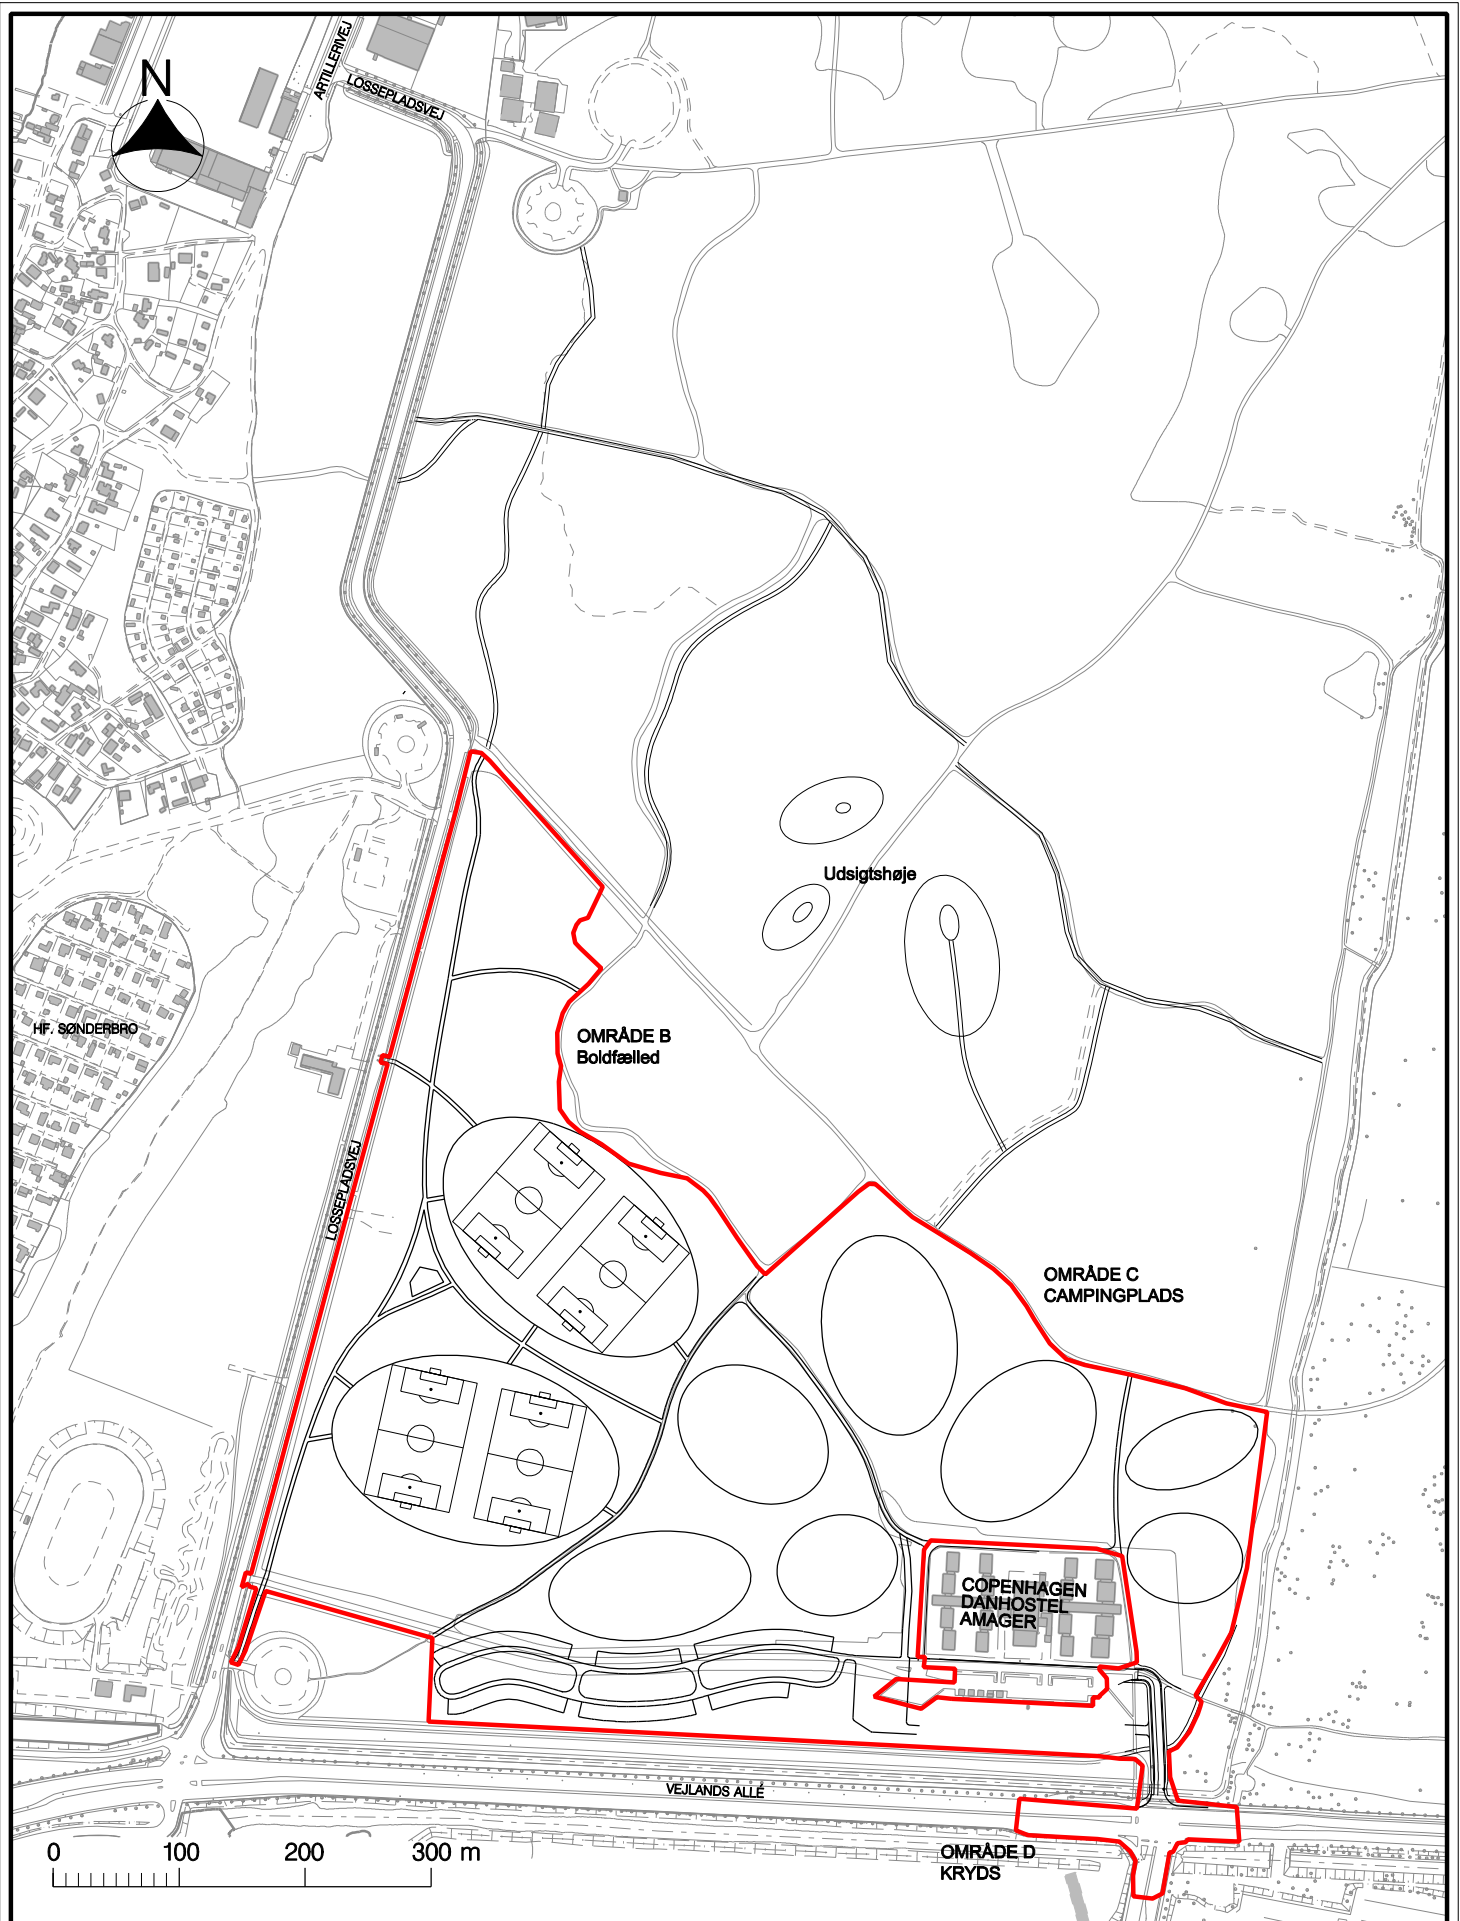 N
ARTILLERIVEJ
LOSSEPLADSVEJ
Udsigtshøje
HF. SØNDERBRO
OMRÅDE B
Boldfælled
LOSSEPLADSVEJ
OMRÅDE C
CAMPINGPLADS
COPENHAGEN
DANHOSTEL
AMAGER
VEJLANDS ALLÉ
OMRÅDE D
KRYDS
0 100 200 300 m